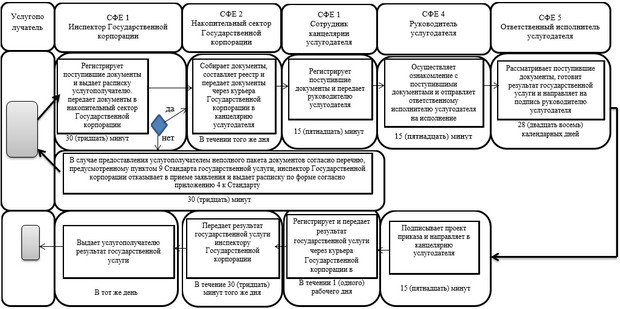 Услугопо
лучатель
СФЕ 1
Инспектор Государственной
корпорации
СФЕ 2
Накопительный сектор
Государственной
корпорации
СФЕ 1
Сотрудник
канцелярии
услугодателя
СФЕ 4
Руководитель
услугодателя
СФЕ 5
Ответственный исполнитель
услугодателя
Регистрирует
поступившие документы
и выдает расписку
услугополучателю.
передает документы в
накопительный сектор
Государственной
корпорации
30 (тридцать) минут
да
нет
Собирает документы,
составляет реестр и
передает документы
через курьера
Государственной
корпорации в
канцелярию
услугодателя
В течении того же дня
Регистрирует
поступившие
документы и передает
руководителю
услугодателя
15 (пятнадцать) минут
Осуществляет
ознакомление с
поступившими
документами и отправляет
ответственному
исполнителю услугодателя
на исполнение
15 (пятнадцать) минут
Рассматривает поступившие
документы, готовит
результат государственной
услуги и направляет на
подпись руководителю
услугодателя
28 (двадцать восемь)
календарных дней
В случае предоставления услугополучателем неполного пакета документов согласно перечню,
предусмотренному пунктом 9 Стандарта государственной услуги, инспектор Государственной
корпорации отказывает в приеме заявления и выдает расписку по форме согласно
приложению 4 к Стандарту
30 (тридцать) минут
Выдает услугополучателю
результат государственной
услуги
В тот же день
Передает результат
государственной услуги
инспектору
Государственной
корпорации
В течение 30 (тридцать)
минут того же дня
Регистрирует и передает
результат
государственной услуги
через курьера
Государственной
корпорации в
В течении 1 (одного)
рабочего дня
Подписывает проект
приказа и направляет в
канцелярию
услугодателя
15 (пятнадцать) минут